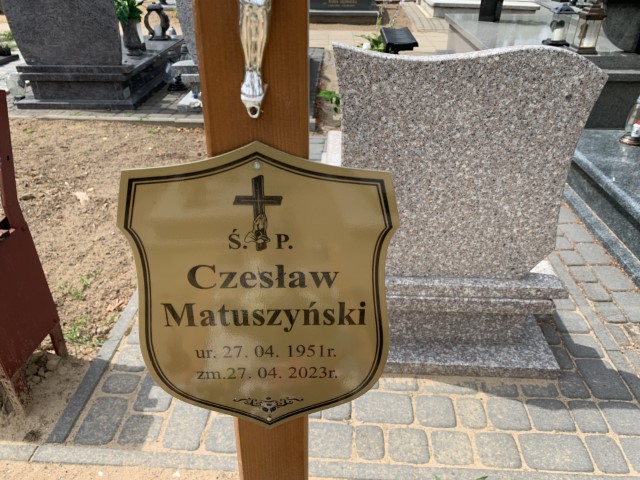 Ś. P.
Czesław
Matuszyński
ur. 27. 04. 1951r.
zm.27. 04. 2023r.